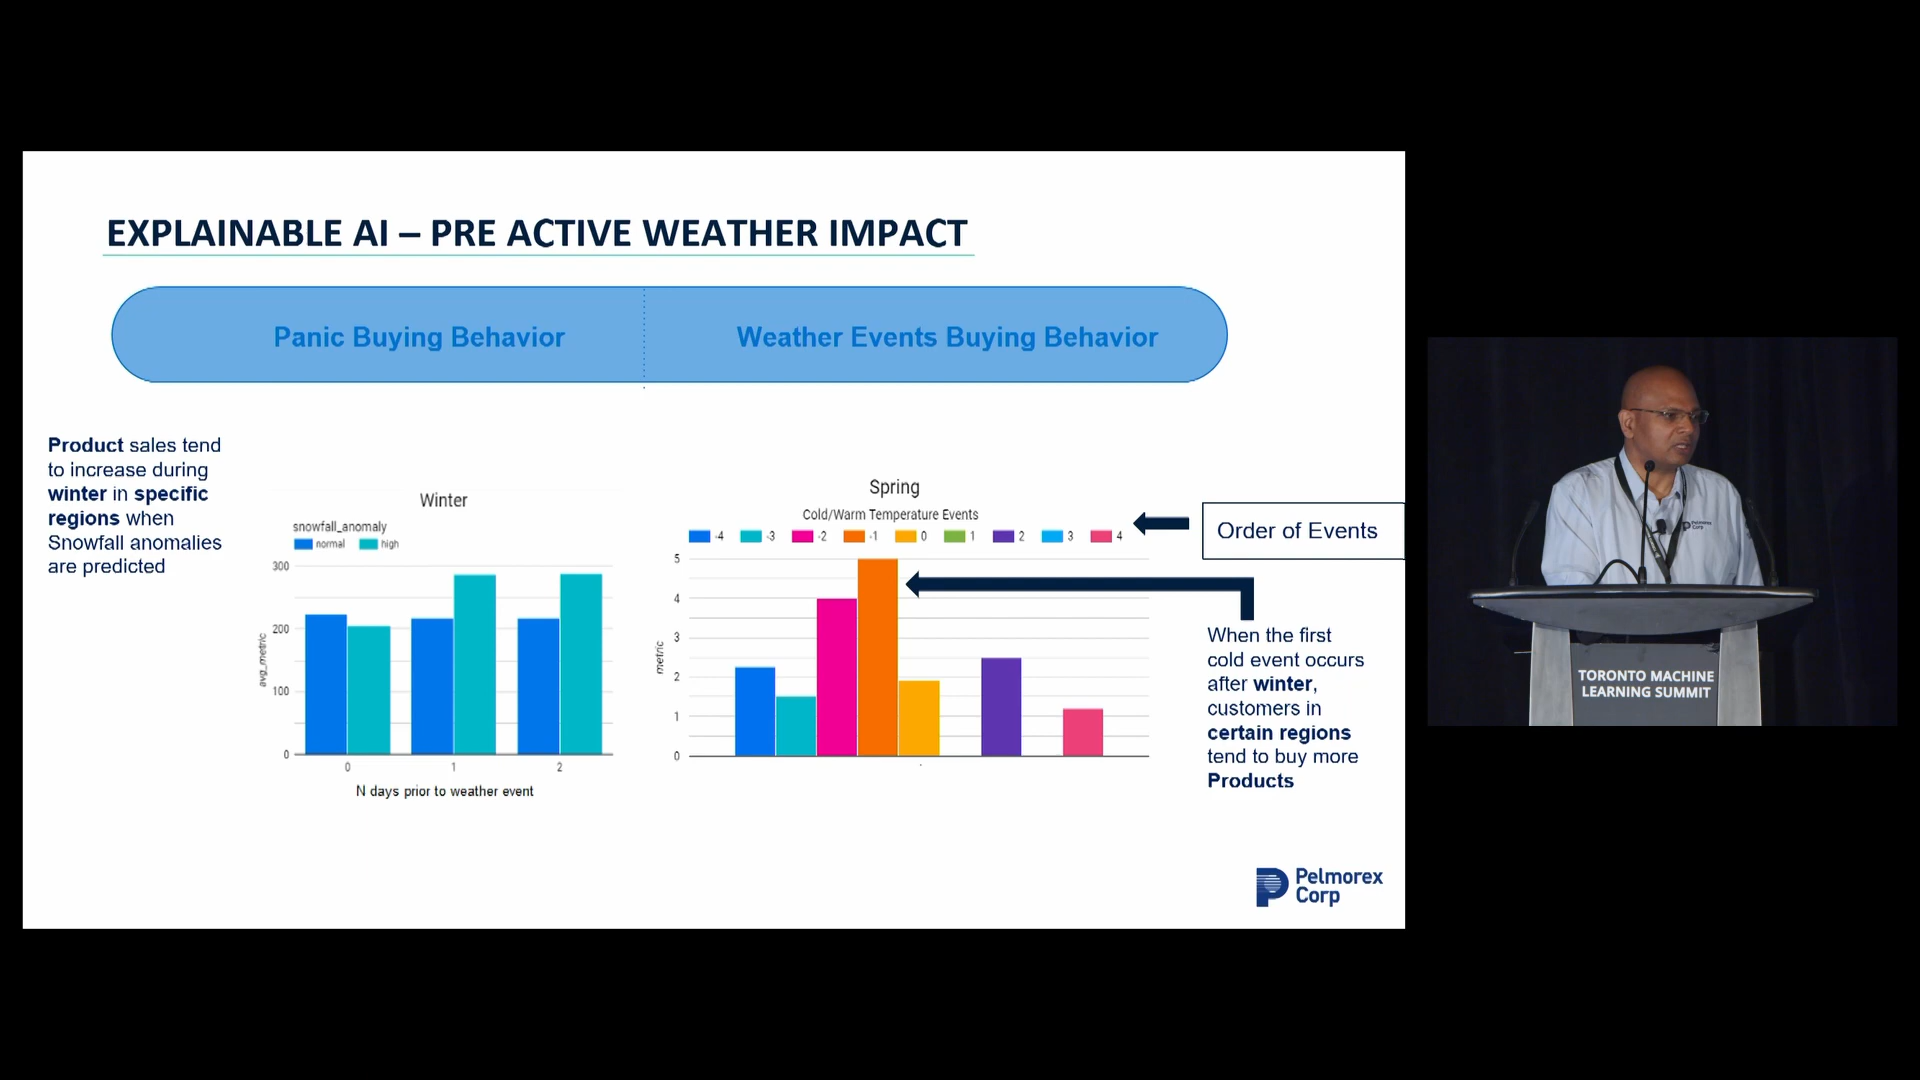 EXPLAINABLE AI – PRE ACTIVE WEATHER IMPACT
Panic Buying Behavior
Weather Events Buying Behavior
Product sales tend
to increase during
winter in specific
regions when
Snowfall anomalies
are predicted
Winter
snowfall_anomaly
normal high
300
200
100
0
avg_metric
0 1 2
N days prior to weather event
Spring
Cold/Warm Temperature Events
-4 -3 -2 -1 0 1 2 3 4
5
4
3
2
1
0
metric
Order of Events
When the first
cold event occurs
after winter,
customers in
certain regions
tend to buy more
Products
Pelmorex
Corp
Pelmorex
Corp
TORONTO MACHINE
LEARNING SUMMIT